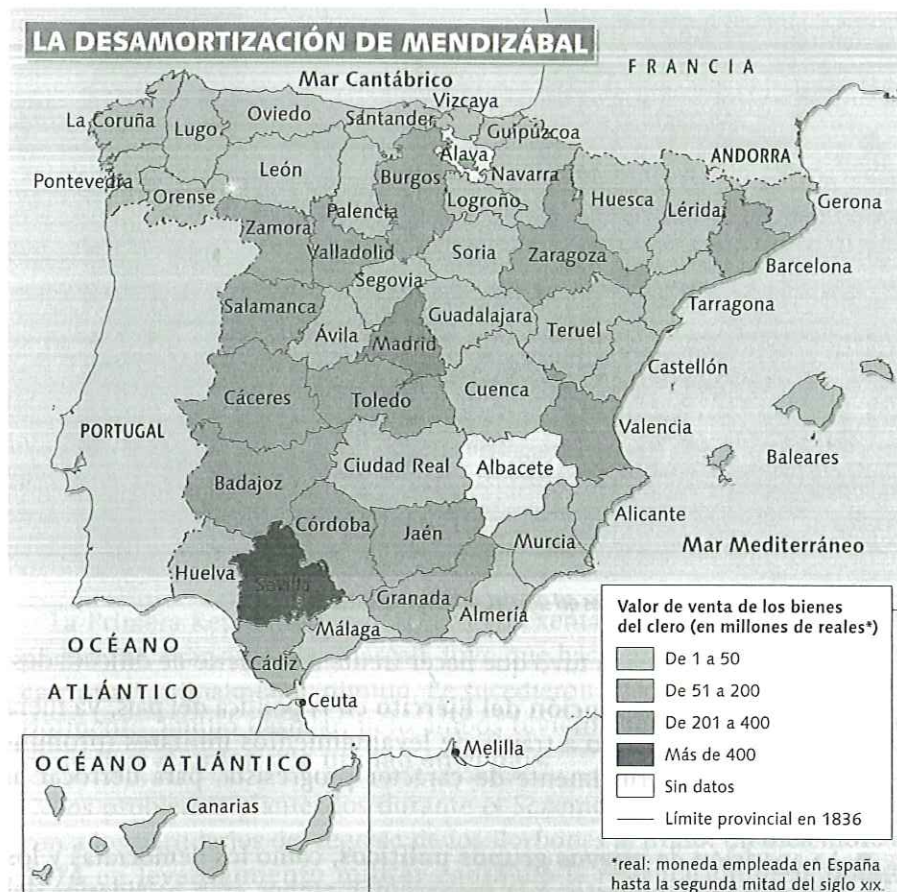 LA DESAMORTIZACIÓN DE MENDIZÁBAL
FRANCIA
Mar Cantábrico
Vizcaya
La Coruña
Lugo
Oviedo
Santander
Guipúzcoa
Álava
ANDORRA
Pontevedra
Orense
León
Burgos
Navarra
Palencia
Logroño
Huesca
Lérida
Gerona
Zamora
Valladolid
Soria
Zaragoza
Barcelona
Segovia
Tarragona
Salamanca
Ávila
Guadalajara
Teruel
Madrid
Castellón
Cáceres
Toledo
Cuenca
PORTUGAL
Valencia
Baleares
Badajoz
Ciudad Real
Albacete
Córdoba
Jaén
Alicante
Murcia
Mar Mediterráneo
Huelva
Sevilla
Granada
Almería
Málaga
Cádiz
OCÉANO
ATLÁNTICO
Ceuta
Melilla
OCÉANO ATLÁNTICO
Canarias
Valor de venta de los bienes
del clero (en millones de reales*)
De 1 a 50
De 51 a 200
De 201 a 400
Más de 400
Sin datos
Límite provincial en 1836
*real: moneda empleada en España
hasta la segunda mitad del siglo XIX.